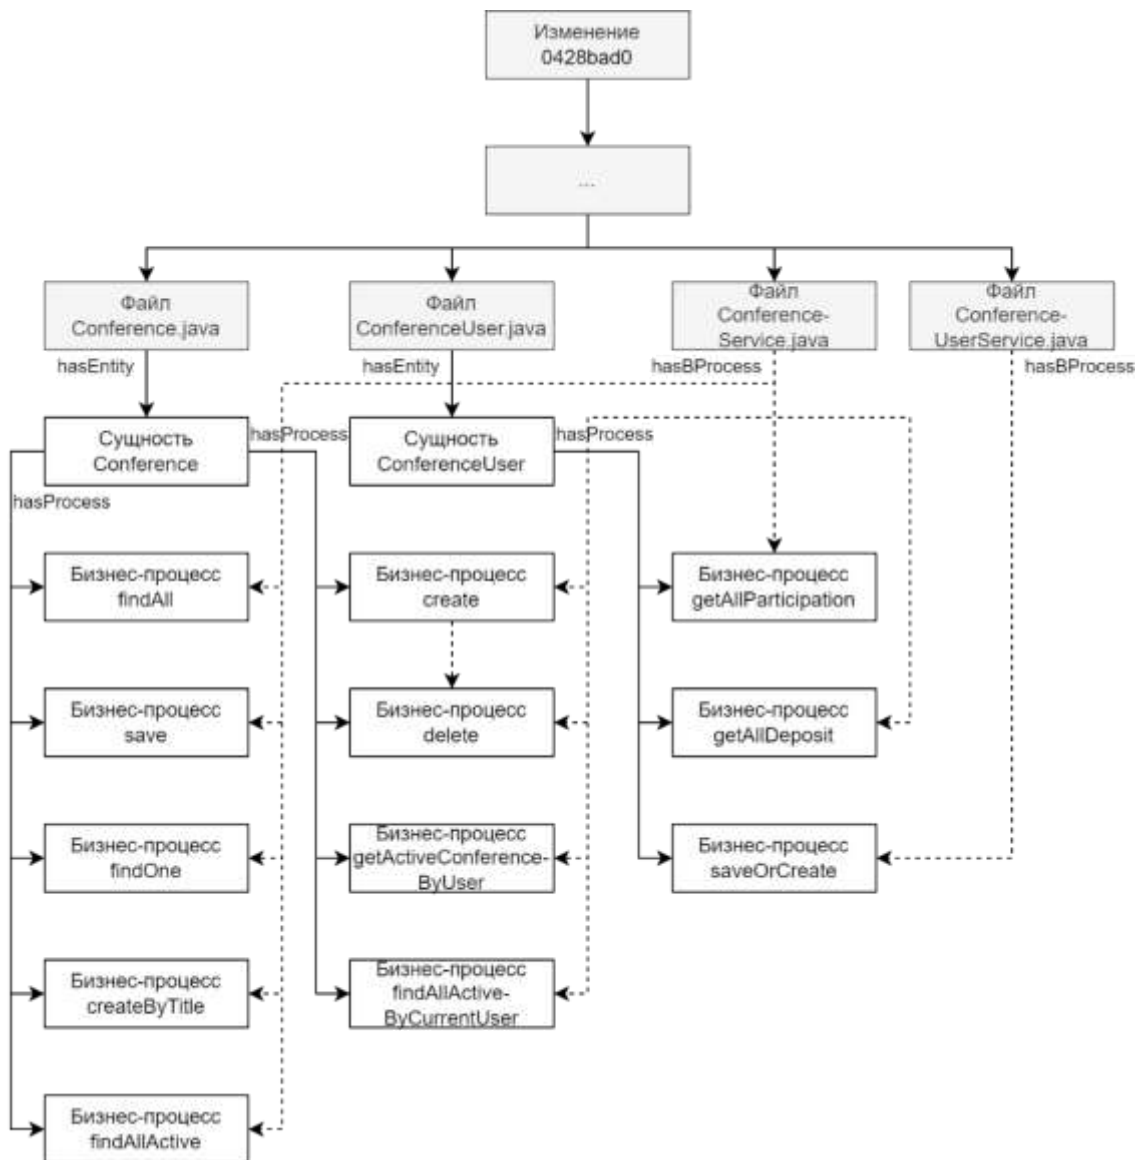 Изменение
0428bad0
...
Файл
Conference.java
Файл
ConferenceUser.java
Файл
Conference-
Service.java
Файл
Conference-
UserService.java
hasEntity
hasEntity
hasBProcess
hasBProcess
Сущность
Conference
hasProcess
Сущность
ConferenceUser
hasProcess
hasProcess
Бизнес-процесс
findAll
Бизнес-процесс
create
Бизнес-процесс
getAllParticipation
Бизнес-процесс
save
Бизнес-процесс
delete
Бизнес-процесс
getAllDeposit
Бизнес-процесс
findOne
Бизнес-процесс
getActiveConference-
ByUser
Бизнес-процесс
saveOrCreate
Бизнес-процесс
createByTitle
Бизнес-процесс
findAllActive-
ByCurrentUser
Бизнес-процесс
findAllActive